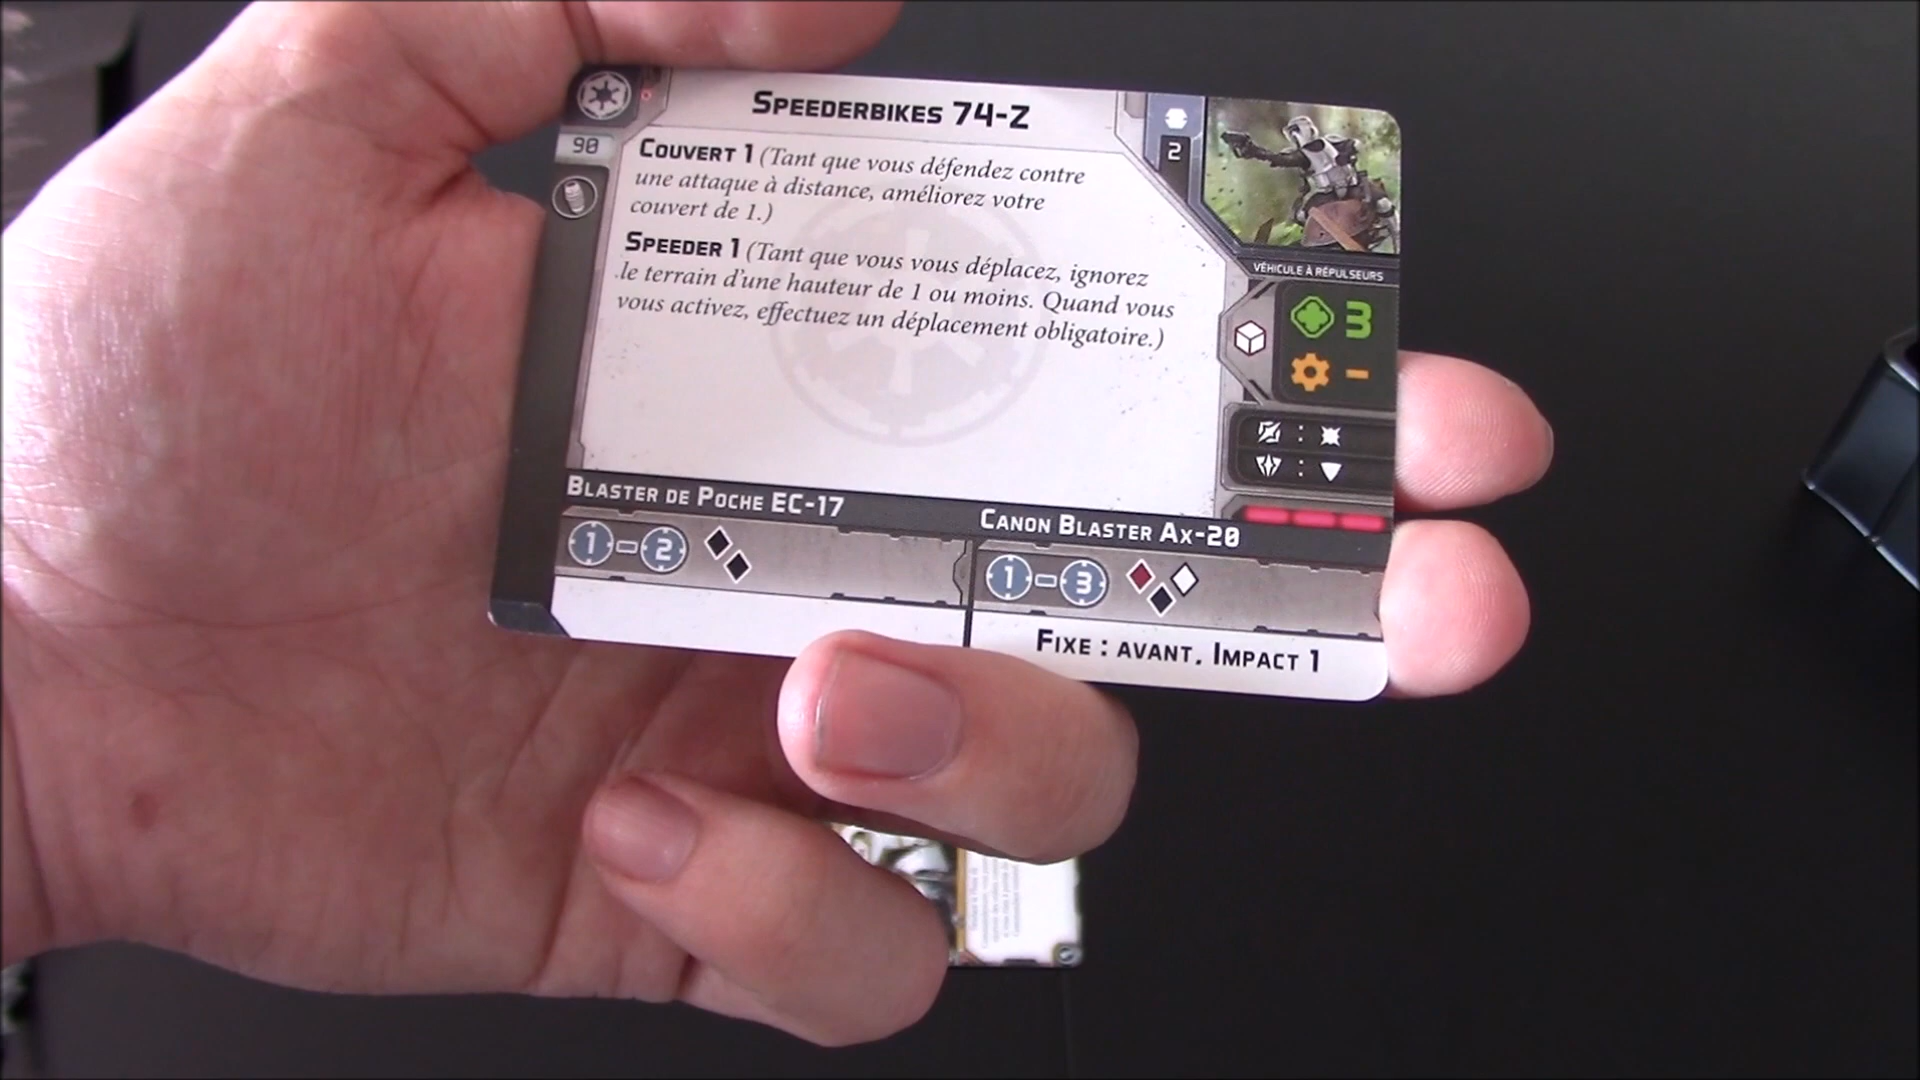 SPEEDERBIKES 74-Z
90
2
COUVERT 1 (Tant que vous défendez contre
une attaque à distance, améliorez votre
couvert de 1.)
SPEEDER 1 (Tant que vous vous déplacez, ignorez
le terrain d'une hauteur de 1 ou moins. Quand vous
vous activez, effectuez un déplacement obligatoire.)
VÉHICULE À RÉPULSEURS
3
-
:
:
BLASTER DE POCHE EC-17
1-2
CANON BLASTER AX-20
1-3
FIXE : AVANT, IMPACT 1